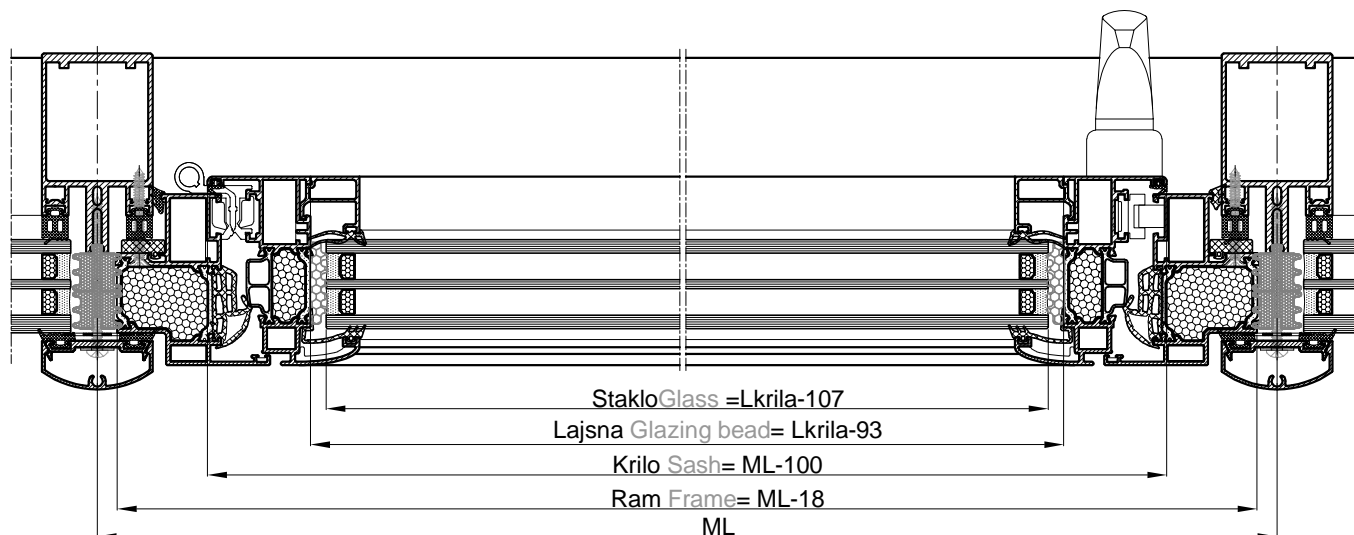 StakloGlass =Lkrila-107
Lajsna Glazing bead= Lkrila-93
Krilo Sash= ML-100
Ram Frame= ML-18
ML